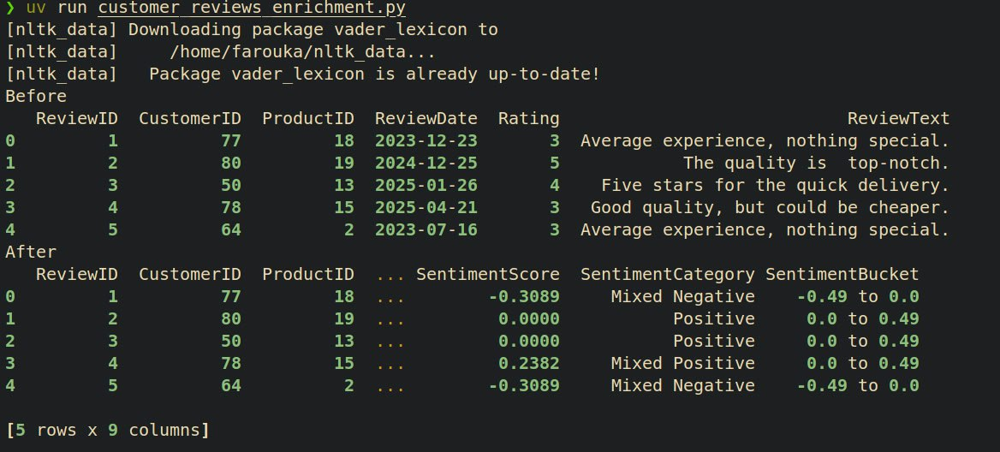 ❯ uv run customer_reviews_enrichment.py
[nltk_data] Downloading package vader_lexicon to
[nltk_data]     /home/farouka/nltk_data...
[nltk_data]   Package vader_lexicon is already up-to-date!
Before
   ReviewID  CustomerID  ProductID  ReviewDate  Rating                            ReviewText
0         1          77         18  2023-12-23       3  Average experience, nothing special.
1         2          80         19  2024-12-25       5            The quality is  top-notch.
2         3          50         13  2025-01-26       4    Five stars for the quick delivery.
3         4          78         15  2025-04-21       3   Good quality, but could be cheaper.
4         5          64          2  2023-07-16       3  Average experience, nothing special.
After
   ReviewID  CustomerID  ProductID  ... SentimentScore  SentimentCategory SentimentBucket
0         1          77         18  ...        -0.3089     Mixed Negative    -0.49 to 0.0
1         2          80         19  ...         0.0000           Positive     0.0 to 0.49
2         3          50         13  ...         0.0000           Positive     0.0 to 0.49
3         4          78         15  ...         0.2382     Mixed Positive     0.0 to 0.49
4         5          64          2  ...        -0.3089     Mixed Negative    -0.49 to 0.0
[5 rows x 9 columns]